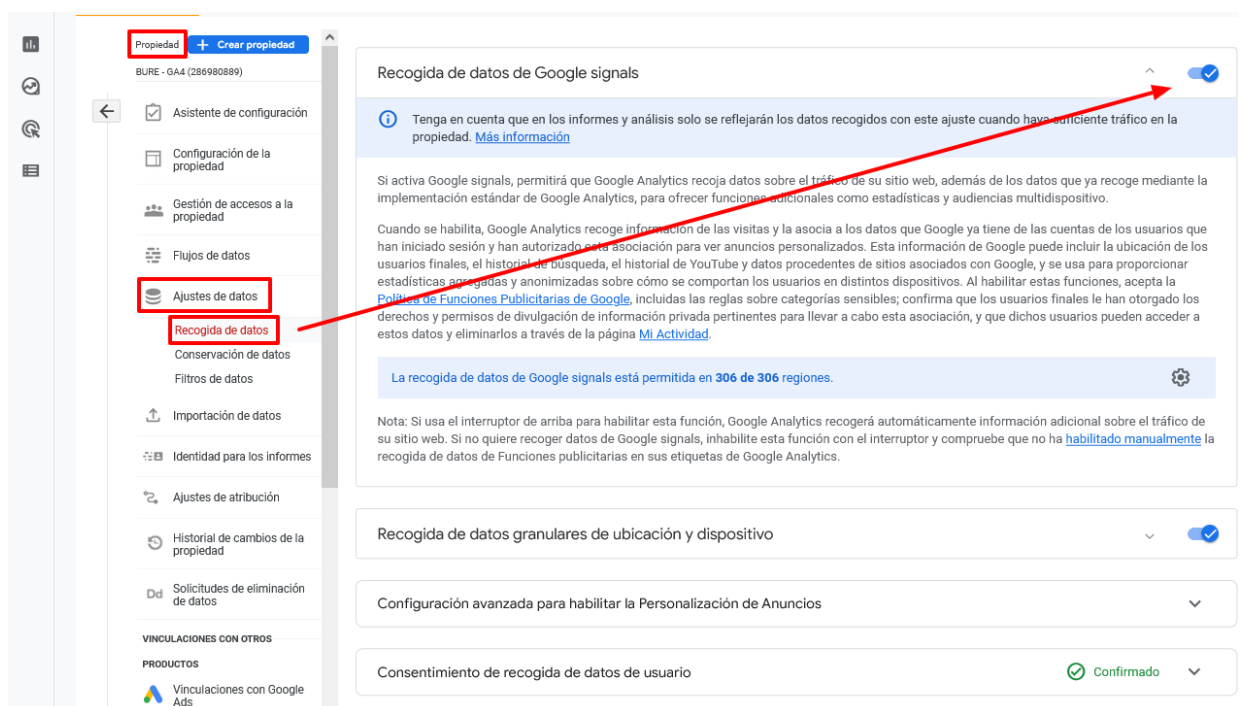 Propiedad
+ Crear propiedad
BURE - GA4 (286980889)
Asistente de configuración
Configuración de la
propiedad
Gestión de accesos a la
propiedad
Flujos de datos
Ajustes de datos
Recogida de datos
Conservación de datos
Filtros de datos
Importación de datos
Identidad para los informes
Ajustes de atribución
Historial de cambios de la
propiedad
Dd Solicitudes de eliminación
de datos
VINCULACIONES CON OTROS
PRODUCTOS
Vinculaciones con Google
Ads
Recogida de datos de Google signals
Tenga en cuenta que en los informes y análisis solo se reflejarán los datos recogidos con este ajuste cuando haya suficiente tráfico en la
propiedad. Más información
Si activa Google signals, permitirá que Google Analytics recoja datos sobre el tráfico de su sitio web, además de los datos que ya recoge mediante la
implementación estándar de Google Analytics, para ofrecer funciones adicionales como estadísticas y audiencias multidispositivo.
Cuando se habilita, Google Analytics recoge información de las visitas y la asocia a los datos que Google ya tiene de las cuentas de los usuarios que
han iniciado sesión y han autorizado esta asociación para ver anuncios personalizados. Esta información de Google puede incluir la ubicación de los
usuarios finales, el historial de búsqueda, el historial de YouTube y datos procedentes de sitios asociados con Google, y se usa para proporcionar
estadísticas agregadas y anonimizadas sobre cómo se comportan los usuarios en distintos dispositivos. Al habilitar estas funciones, acepta la
Política de Funciones Publicitarias de Google, incluidas las reglas sobre categorías sensibles; confirma que los usuarios finales le han otorgado los
derechos y permisos de divulgación de información privada pertinentes para llevar a cabo esta asociación, y que dichos usuarios pueden acceder a
estos datos y eliminarlos a través de la página Mi Actividad.
La recogida de datos de Google signals está permitida en 306 de 306 regiones.
Nota: Si usa el interruptor de arriba para habilitar esta función, Google Analytics recogerá automáticamente información adicional sobre el tráfico de
su sitio web. Si no quiere recoger datos de Google signals, inhabilite esta función con el interruptor y compruebe que no ha habilitado manualmente la
recogida de datos de Funciones publicitarias en sus etiquetas de Google Analytics.
Recogida de datos granulares de ubicación y dispositivo
Configuración avanzada para habilitar la Personalización de Anuncios
Consentimiento de recogida de datos de usuario
Confirmado